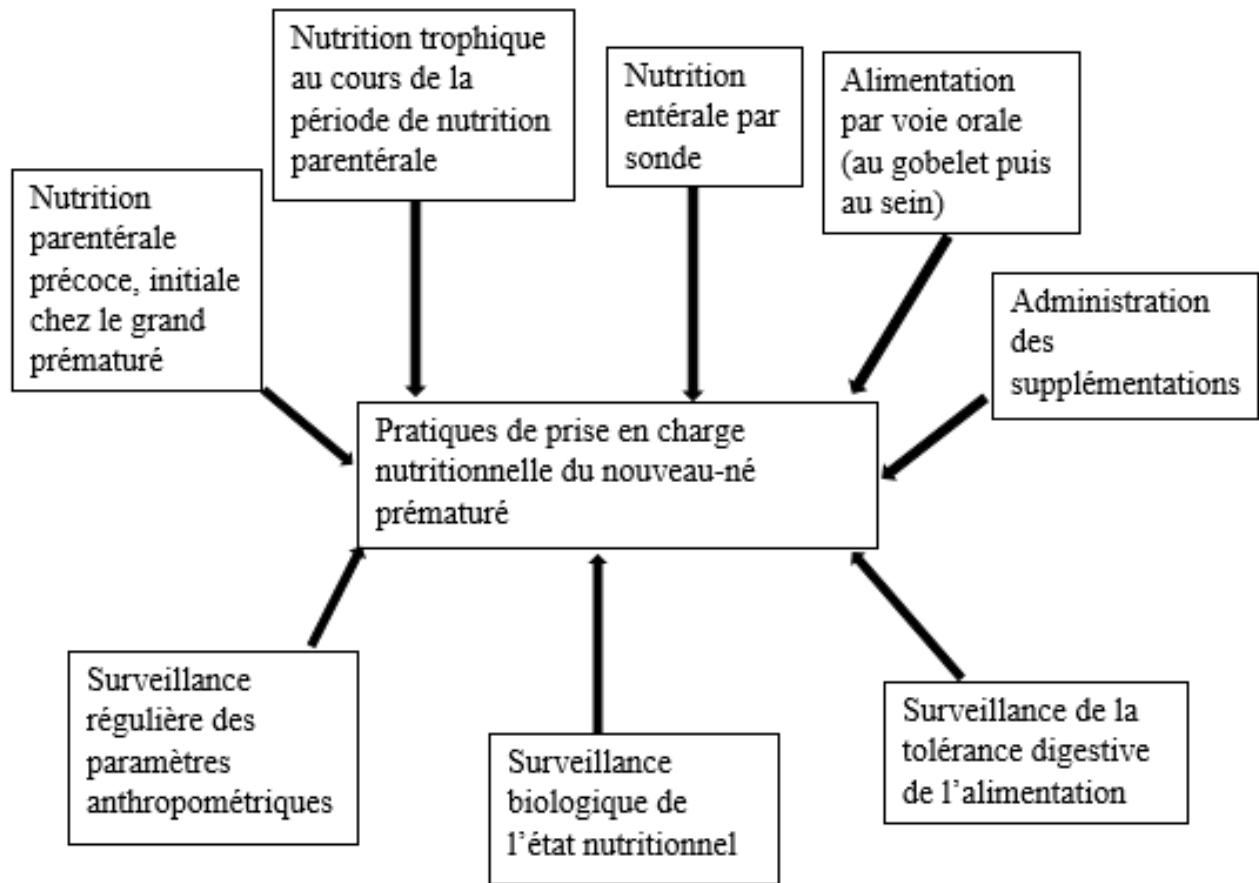 Nutrition
parentérale
précoce, initiale
chez le grand
prématuré
Nutrition trophique
au cours de la
période de nutrition
parentérale
Nutrition
entérale par
sonde
Alimentation
par voie orale
(au gobelet puis
au sein)
Administration
des
supplémentations
Pratiques de prise en charge
nutritionnelle du nouveau-né
prématuré
Surveillance
régulière des
paramètres
anthropométriques
Surveillance
biologique de
l’état nutritionnel
Surveillance de la
tolérance digestive
de l’alimentation